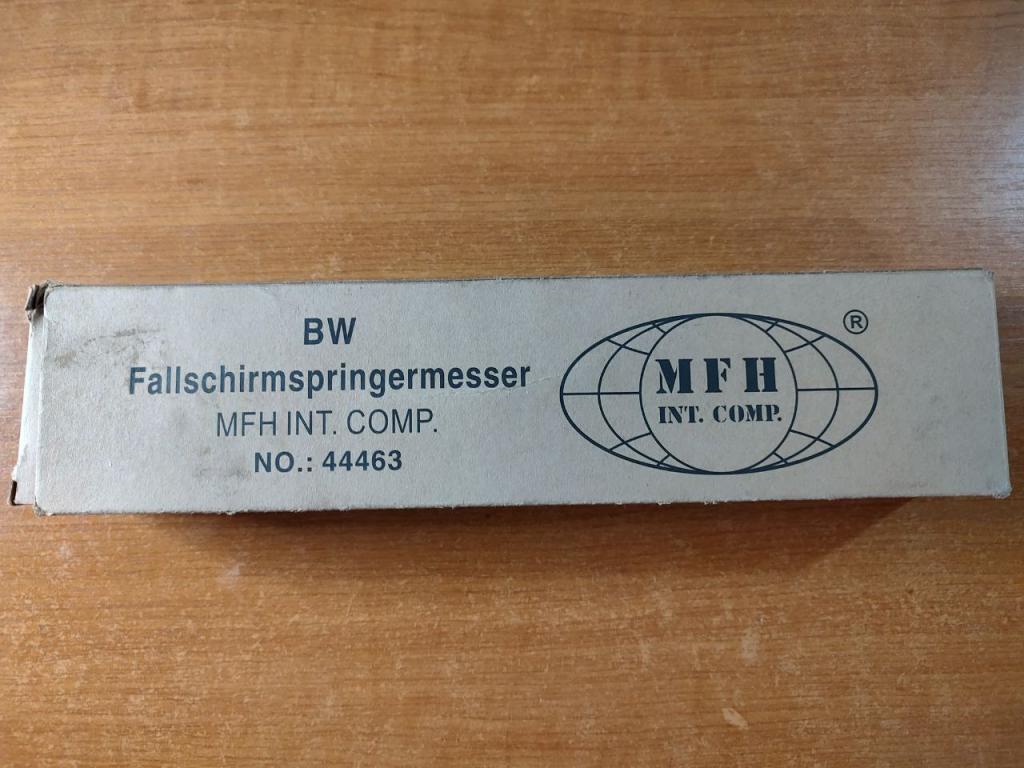 BW
Fallschirmspringermesser
MFH INT. COMP.
NO.: 44463
®
MFH
INT. COMP.